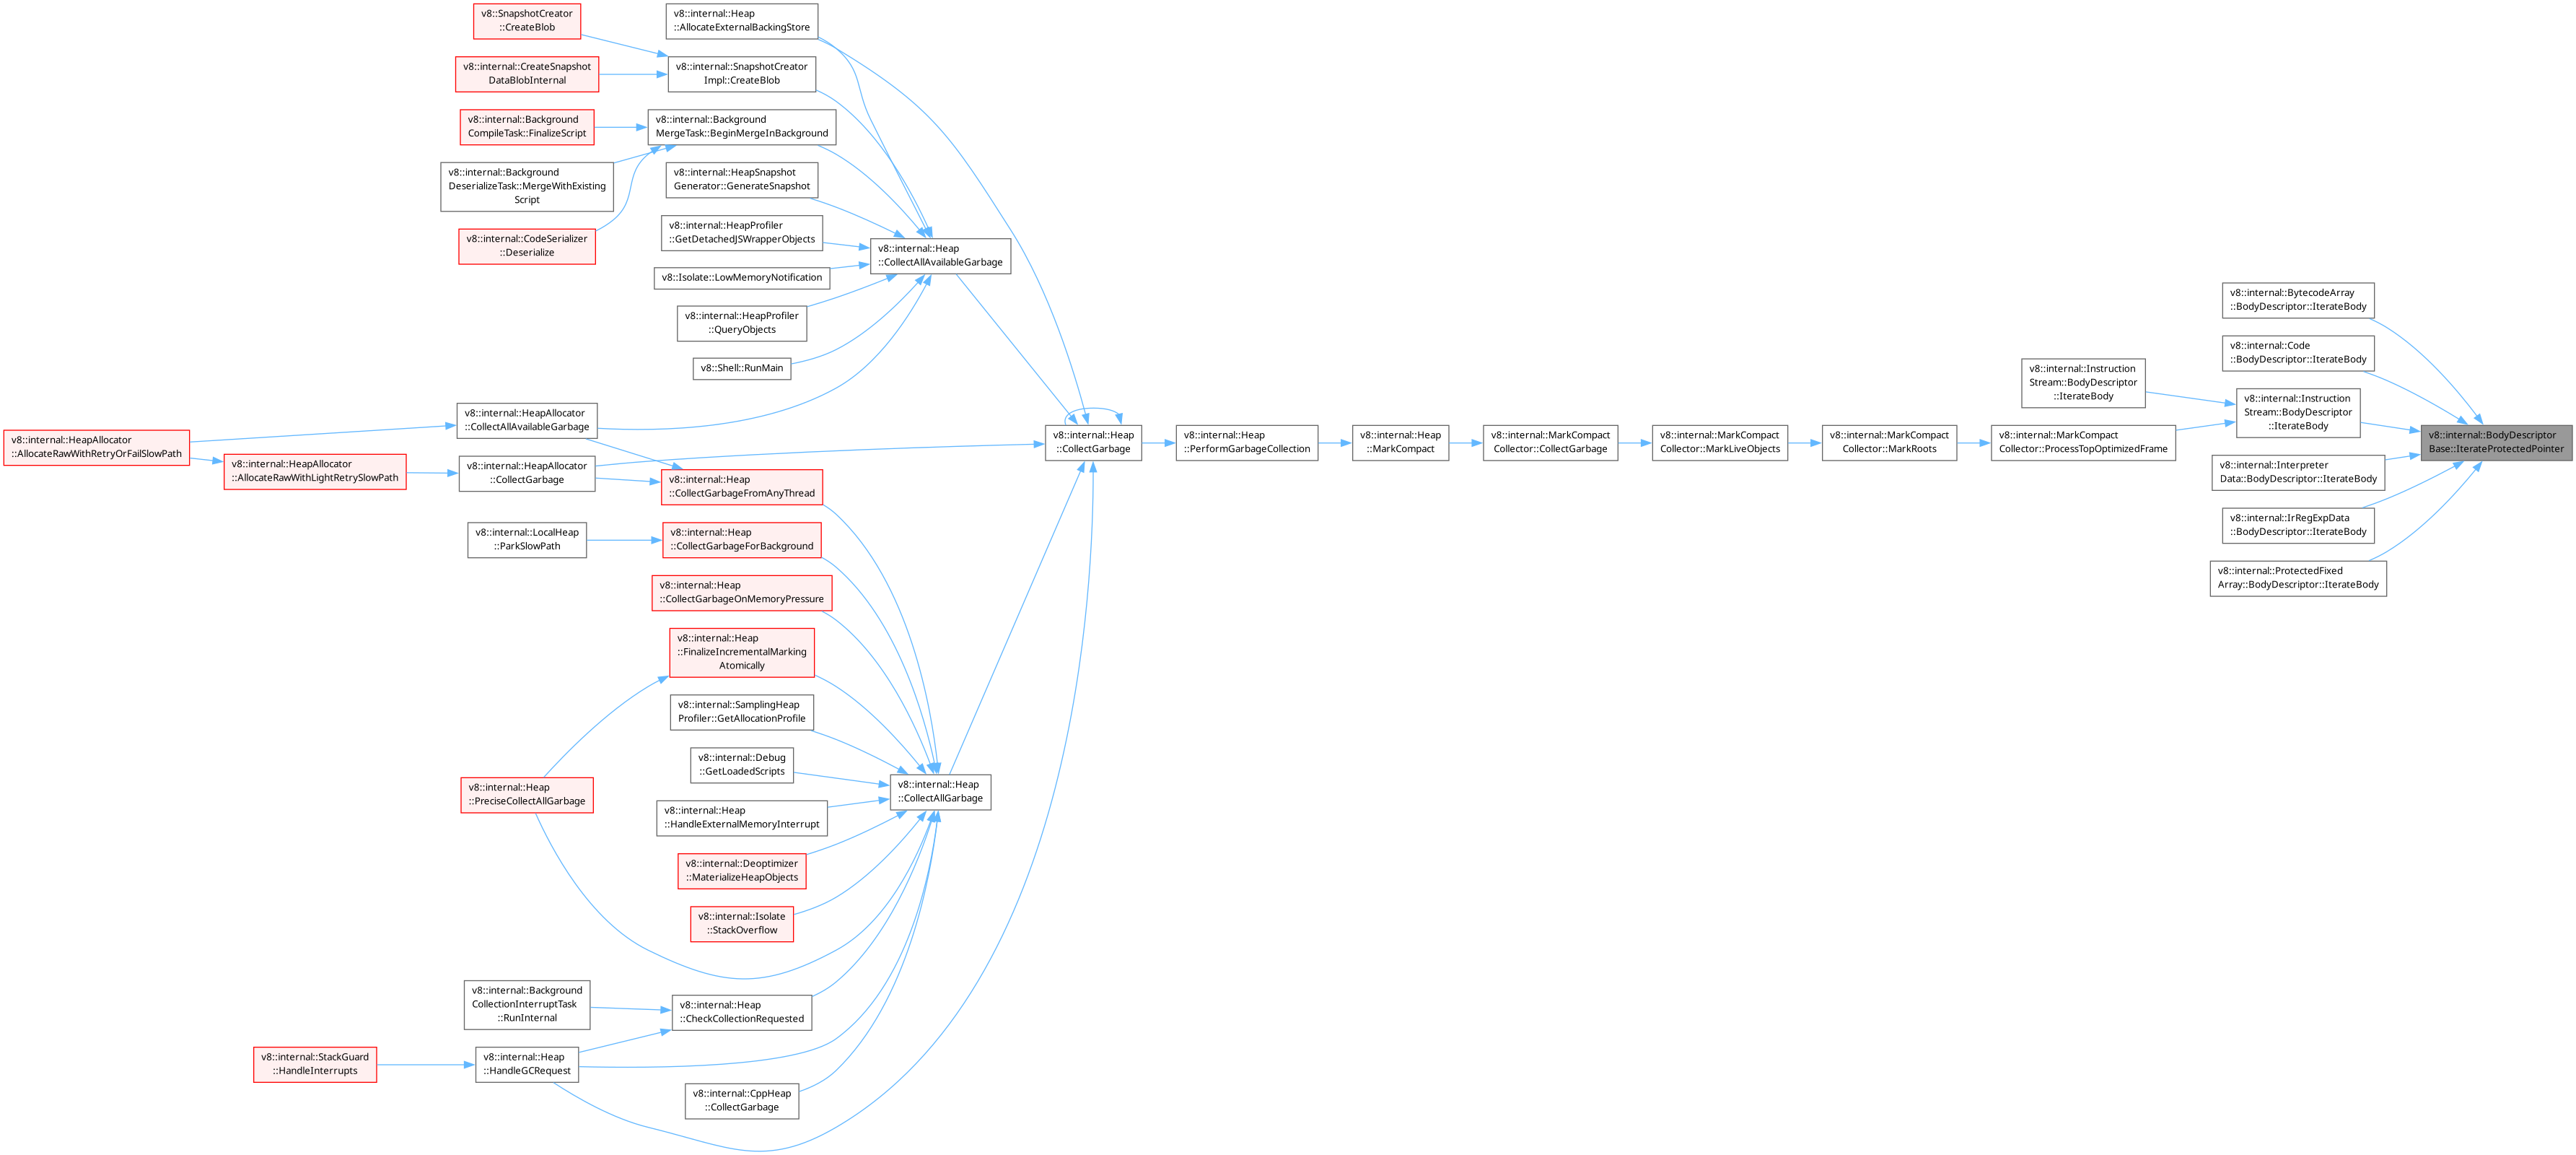 v8::SnapshotCreator
::CreateBlob
v8::internal::CreateSnapshot
DataBlobInternal
v8::internal::Background
CompileTask::FinalizeScript
v8::internal::Background
DeserializeTask::MergeWithExisting
Script
v8::internal::CodeSerializer
::Deserialize
v8::internal::Heap
::AllocateExternalBackingStore
v8::internal::SnapshotCreator
Impl::CreateBlob
v8::internal::Background
MergeTask::BeginMergeInBackground
v8::internal::HeapSnapshot
Generator::GenerateSnapshot
v8::internal::HeapProfiler
::GetDetachedJSWrapperObjects
v8::Isolate::LowMemoryNotification
v8::internal::HeapProfiler
::QueryObjects
v8::Shell::RunMain
v8::internal::Heap
::CollectAllAvailableGarbage
v8::internal::HeapAllocator
::AllocateRawWithRetryOrFailSlowPath
v8::internal::HeapAllocator
::AllocateRawWithLightRetrySlowPath
v8::internal::HeapAllocator
::CollectAllAvailableGarbage
v8::internal::HeapAllocator
::CollectGarbage
v8::internal::Heap
::CollectGarbageFromAnyThread
v8::internal::LocalHeap
::ParkSlowPath
v8::internal::Heap
::CollectGarbageForBackground
v8::internal::Heap
::CollectGarbageOnMemoryPressure
v8::internal::Heap
::FinalizeIncrementalMarking
Atomically
v8::internal::SamplingHeap
Profiler::GetAllocationProfile
v8::internal::Debug
::GetLoadedScripts
v8::internal::Heap
::PreciseCollectAllGarbage
v8::internal::Heap
::HandleExternalMemoryInterrupt
v8::internal::Deoptimizer
::MaterializeHeapObjects
v8::internal::Isolate
::StackOverflow
v8::internal::Heap
::CollectAllGarbage
v8::internal::Background
CollectionInterruptTask
::RunInternal
v8::internal::Heap
::CheckCollectionRequested
v8::internal::StackGuard
::HandleInterrupts
v8::internal::Heap
::HandleGCRequest
v8::internal::CppHeap
::CollectGarbage
v8::internal::Heap
::CollectGarbage
v8::internal::Heap
::PerformGarbageCollection
v8::internal::Heap
::MarkCompact
v8::internal::MarkCompact
Collector::CollectGarbage
v8::internal::MarkCompact
Collector::MarkLiveObjects
v8::internal::MarkCompact
Collector::MarkRoots
v8::internal::Instruction
Stream::BodyDescriptor
::IterateBody
v8::internal::MarkCompact
Collector::ProcessTopOptimizedFrame
v8::internal::BytecodeArray
::BodyDescriptor::IterateBody
v8::internal::Code
::BodyDescriptor::IterateBody
v8::internal::Instruction
Stream::BodyDescriptor
::IterateBody
v8::internal::Interpreter
Data::BodyDescriptor::IterateBody
v8::internal::IrRegExpData
::BodyDescriptor::IterateBody
v8::internal::ProtectedFixed
Array::BodyDescriptor::IterateBody
v8::internal::BodyDescriptor
Base::IterateProtectedPointer